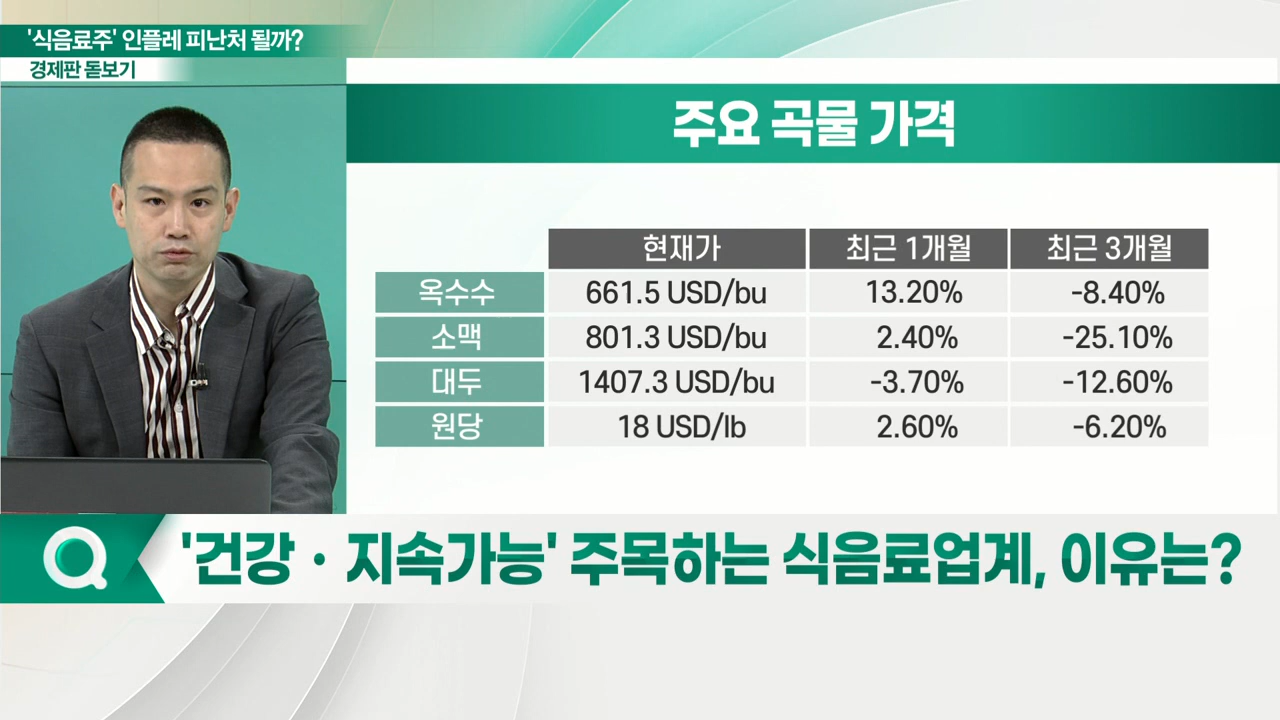 '식음료주' 인플레 피난처 될까?
경제판 돋보기
주요 곡물 가격
현재가 최근 1개월 최근 3개월
옥수수 661.5 USD/bu 13.20% -8.40%
소맥 801.3 USD/bu 2.40% -25.10%
대두 1407.3 USD/bu -3.70% -12.60%
원당 18 USD/lb 2.60% -6.20%
'건강·지속가능' 주목하는 식음료업계, 이유는?